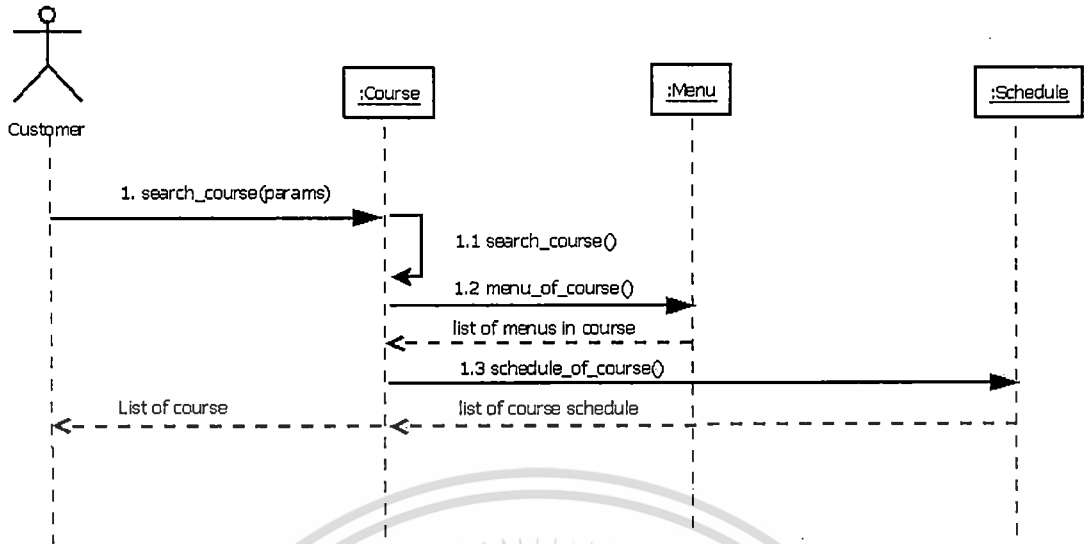 :Course
:Menu
:Schedule
Customer
1. search_course(params)
1.1 search_course()
1.2 menu_of_course()
list of menus in course
1.3 schedule_of_course()
List of course
list of course schedule